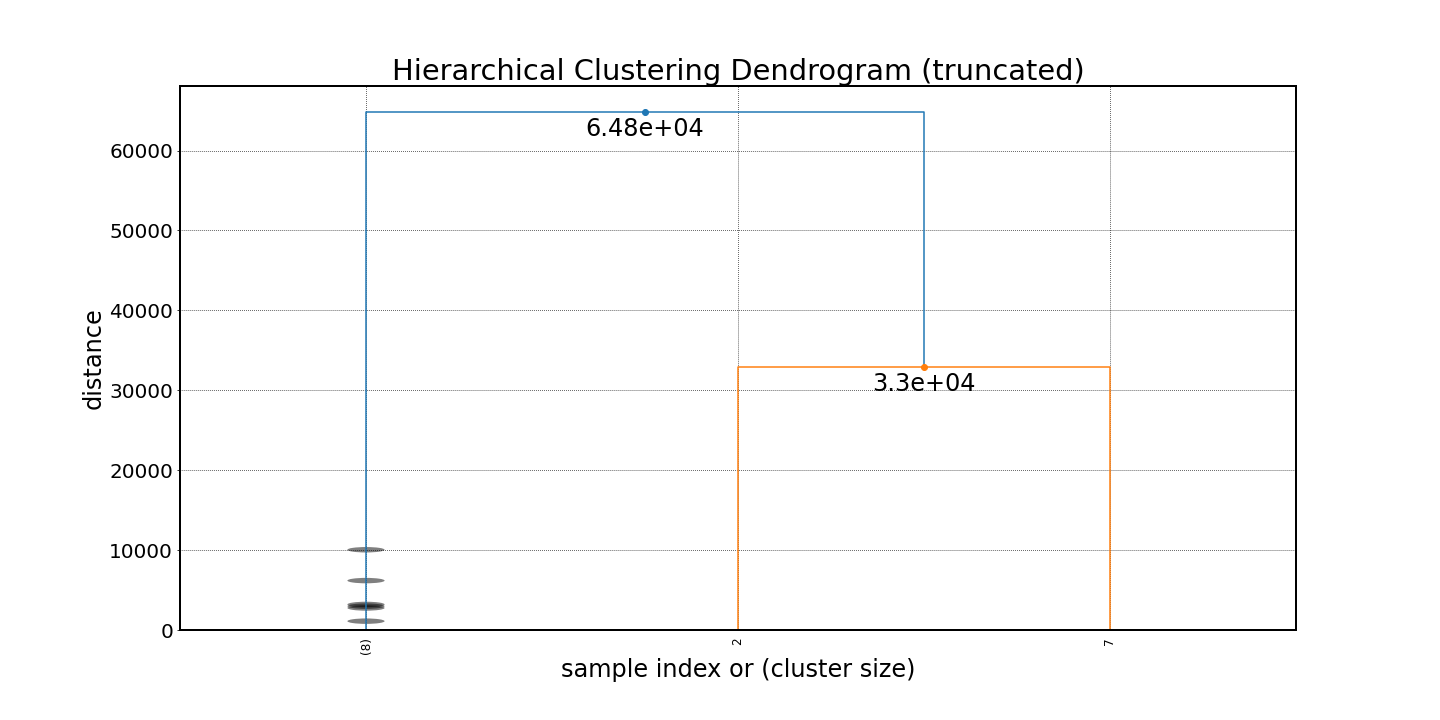 Hierarchical Clustering Dendrogram (truncated)
6.48e+04
3.3e+04
60000
50000
40000
30000
20000
10000
0
distance
(8)
2
7
sample index or (cluster size)